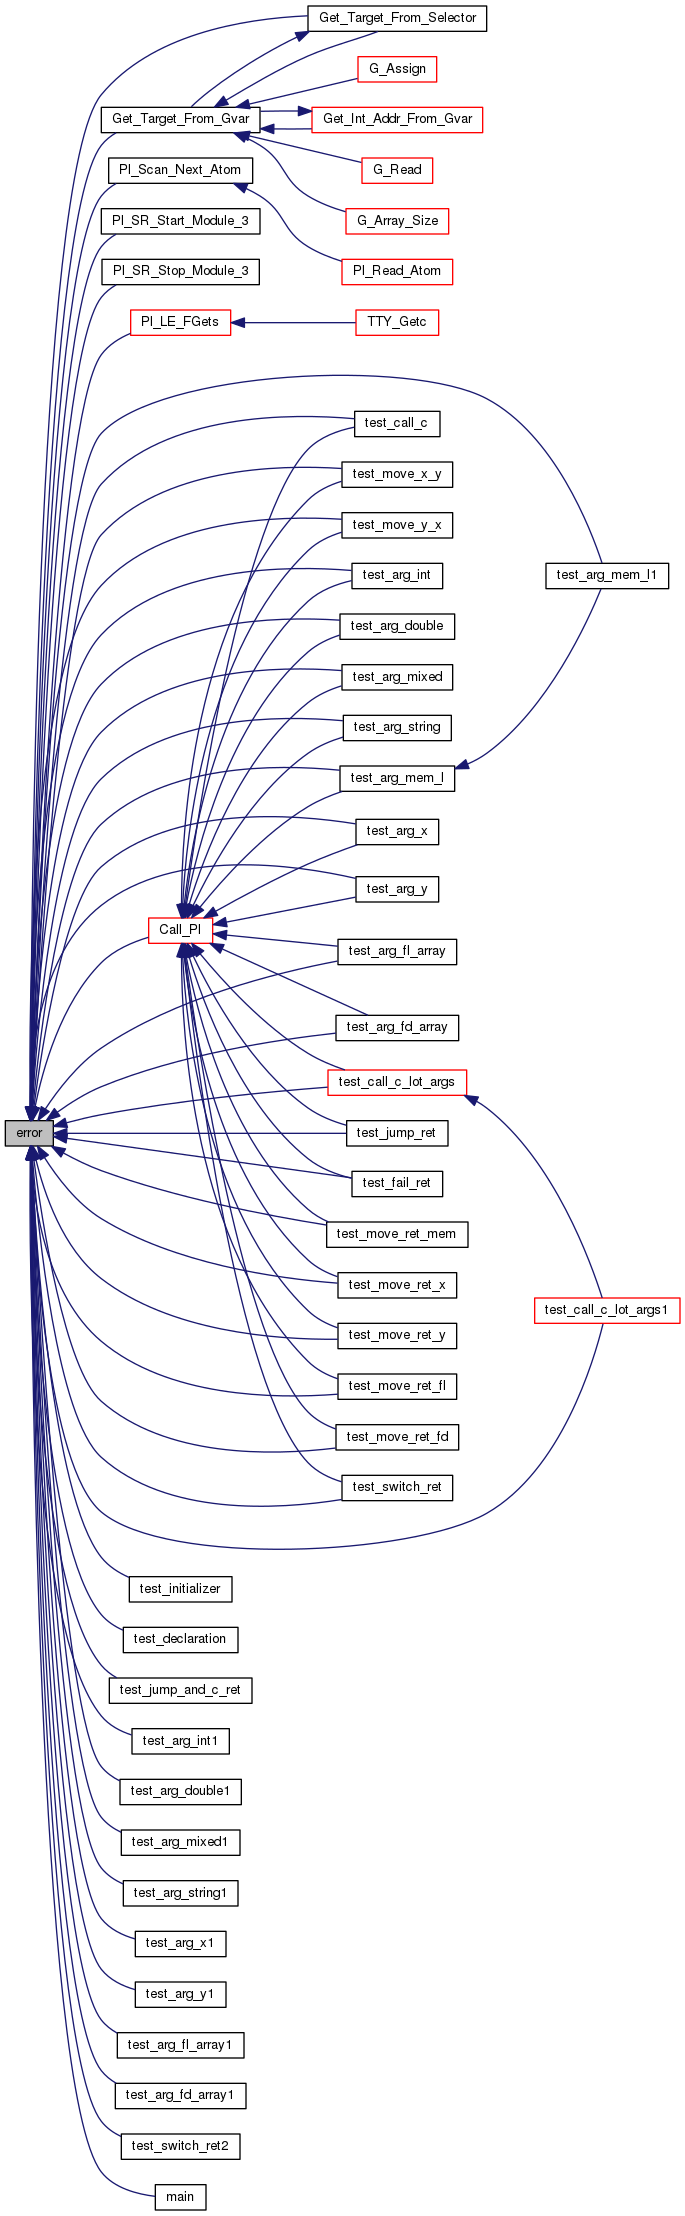 Get_Target_From_Selector
G_Assign
Get_Target_From_Gvar
Get_Int_Addr_From_Gvar
Pl_Scan_Next_Atom
G_Read
Pl_SR_Start_Module_3
G_Array_Size
Pl_SR_Stop_Module_3
Pl_Read_Atom
Pl_LE_FGets
TTY_Getc
test_call_c
test_move_x_y
test_move_y_x
test_arg_int
test_arg_mem_l1
test_arg_double
test_arg_mixed
test_arg_string
test_arg_mem_l
test_arg_x
test_arg_y
Call_Pl
test_arg_fl_array
test_arg_fd_array
test_call_c_lot_args
error
test_jump_ret
test_fail_ret
test_move_ret_mem
test_move_ret_x
test_call_c_lot_args1
test_move_ret_y
test_move_ret_fl
test_move_ret_fd
test_switch_ret
test_initializer
test_declaration
test_jump_and_c_ret
test_arg_int1
test_arg_double1
test_arg_mixed1
test_arg_string1
test_arg_x1
test_arg_y1
test_arg_fl_array1
test_arg_fd_array1
test_switch_ret2
main